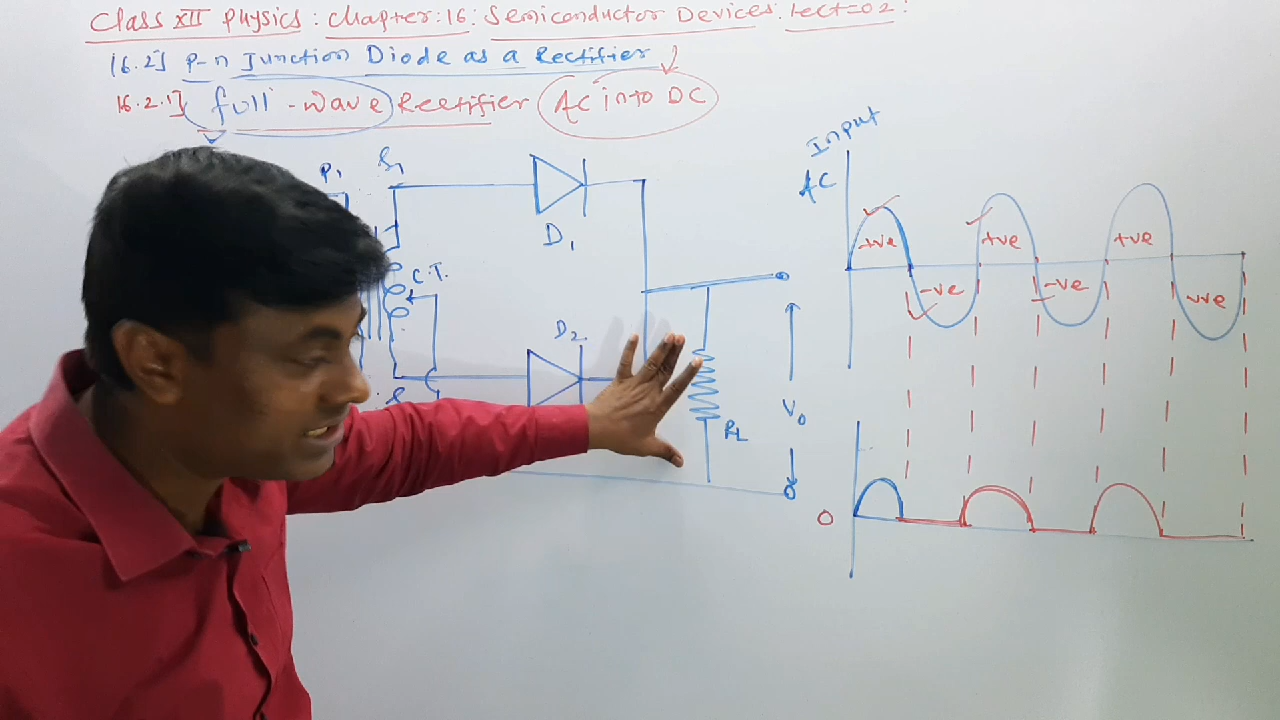 Class XII Physics : Chapter:16 : Semiconductor Devices. Lect=02 :
16.2] P-n Junction Diode as a Rectifier
16.2.1] full-wave Rectifier AC into DC
Input
AC
P1
S1
D1
C.T.
D2
RL
V0
+ve
+ve
+ve
-ve
-ve
-ve
0